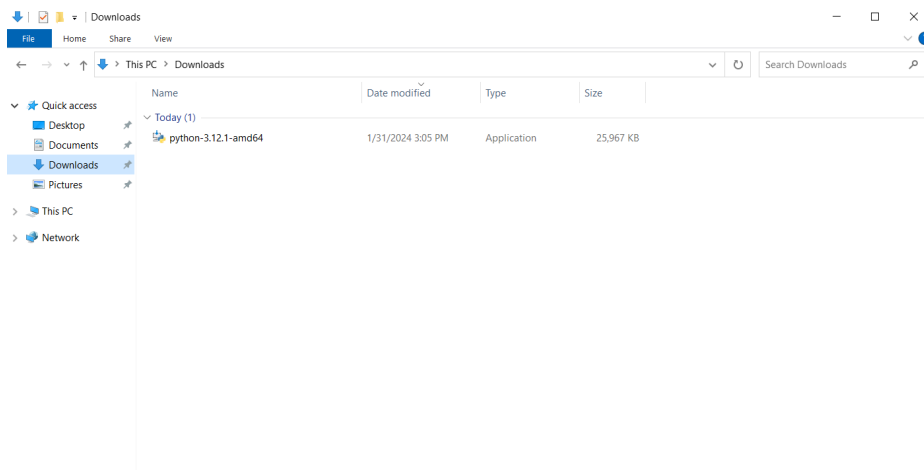 Downloads
File Home Share View
This PC > Downloads
Search Downloads
Name Date modified Type Size
Quick access
Today (1)
Desktop
python-3.12.1-amd64 1/31/2024 3:05 PM Application 25,967 KB
Documents
Downloads
Pictures
This PC
Network